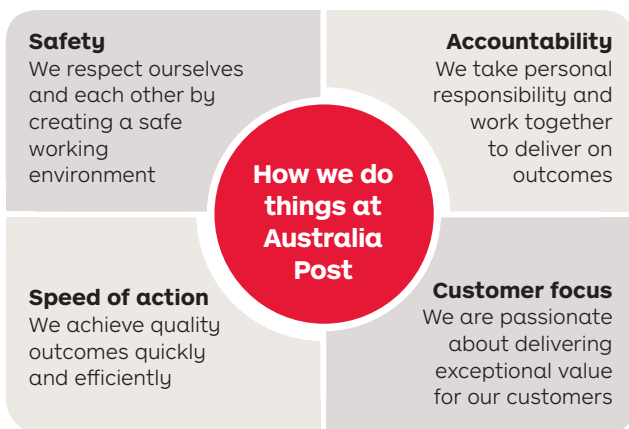 Safety
We respect ourselves
and each other by
creating a safe
working
environment
Accountability
We take personal
responsibility and
work together
to deliver on
outcomes
How we do
things at
Australia
Post
Speed of action
We achieve quality
outcomes quickly
and efficiently
Customer focus
We are passionate
about delivering
exceptional value
for our customers